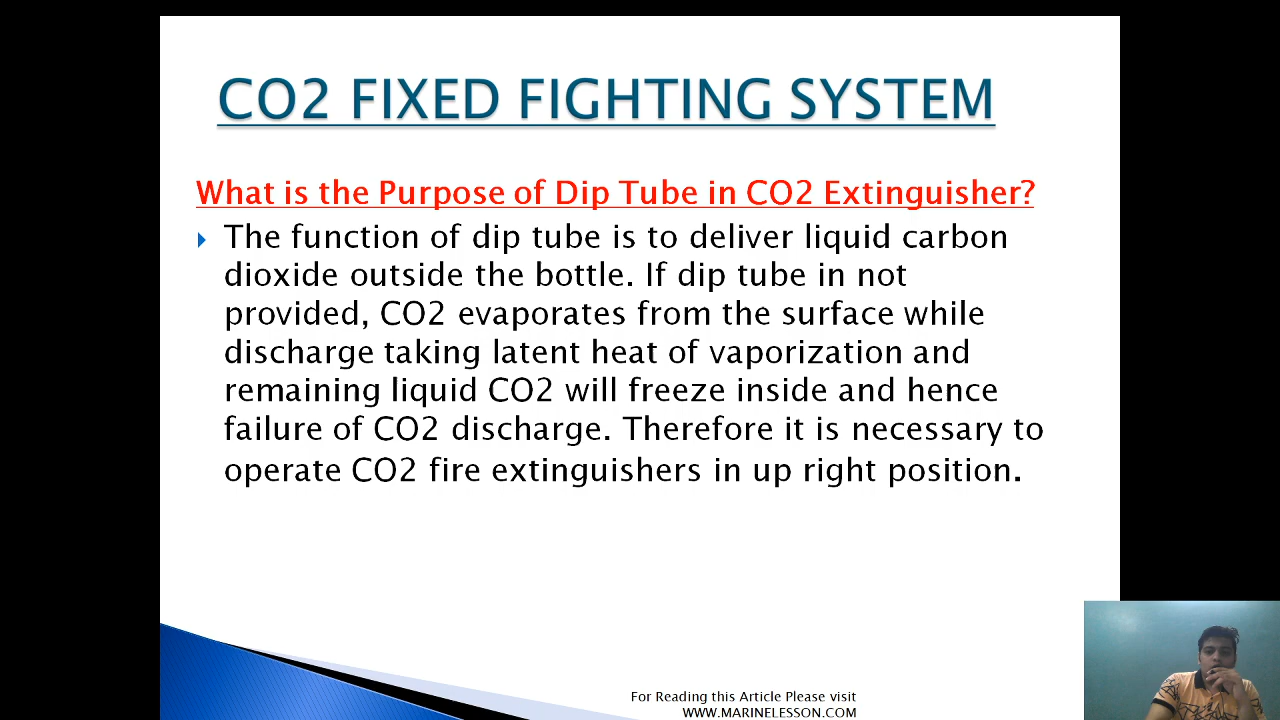 CO2 FIXED FIGHTING SYSTEM
What is the Purpose of Dip Tube in CO2 Extinguisher?
The function of dip tube is to deliver liquid carbon
dioxide outside the bottle. If dip tube in not
provided, CO2 evaporates from the surface while
discharge taking latent heat of vaporization and
remaining liquid CO2 will freeze inside and hence
failure of CO2 discharge. Therefore it is necessary to
operate CO2 fire extinguishers in up right position.
For Reading this Article Please visit
WWW.MARINELESSON.COM